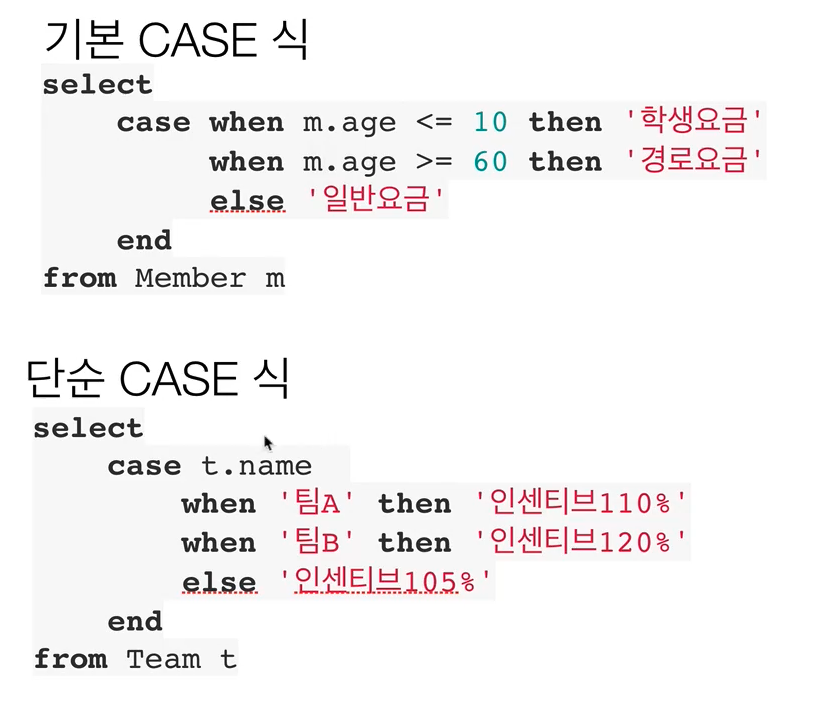 기본 CASE 식
select
case when m.age <= 10 then '학생요금'
when m.age >= 60 then '경로요금'
else '일반요금'
end
from Member m
단순 CASE 식
select
case t.name
when '팀A' then '인센티브110%'
when '팀B' then '인센티브120%'
else '인센티브105%'
end
from Team t